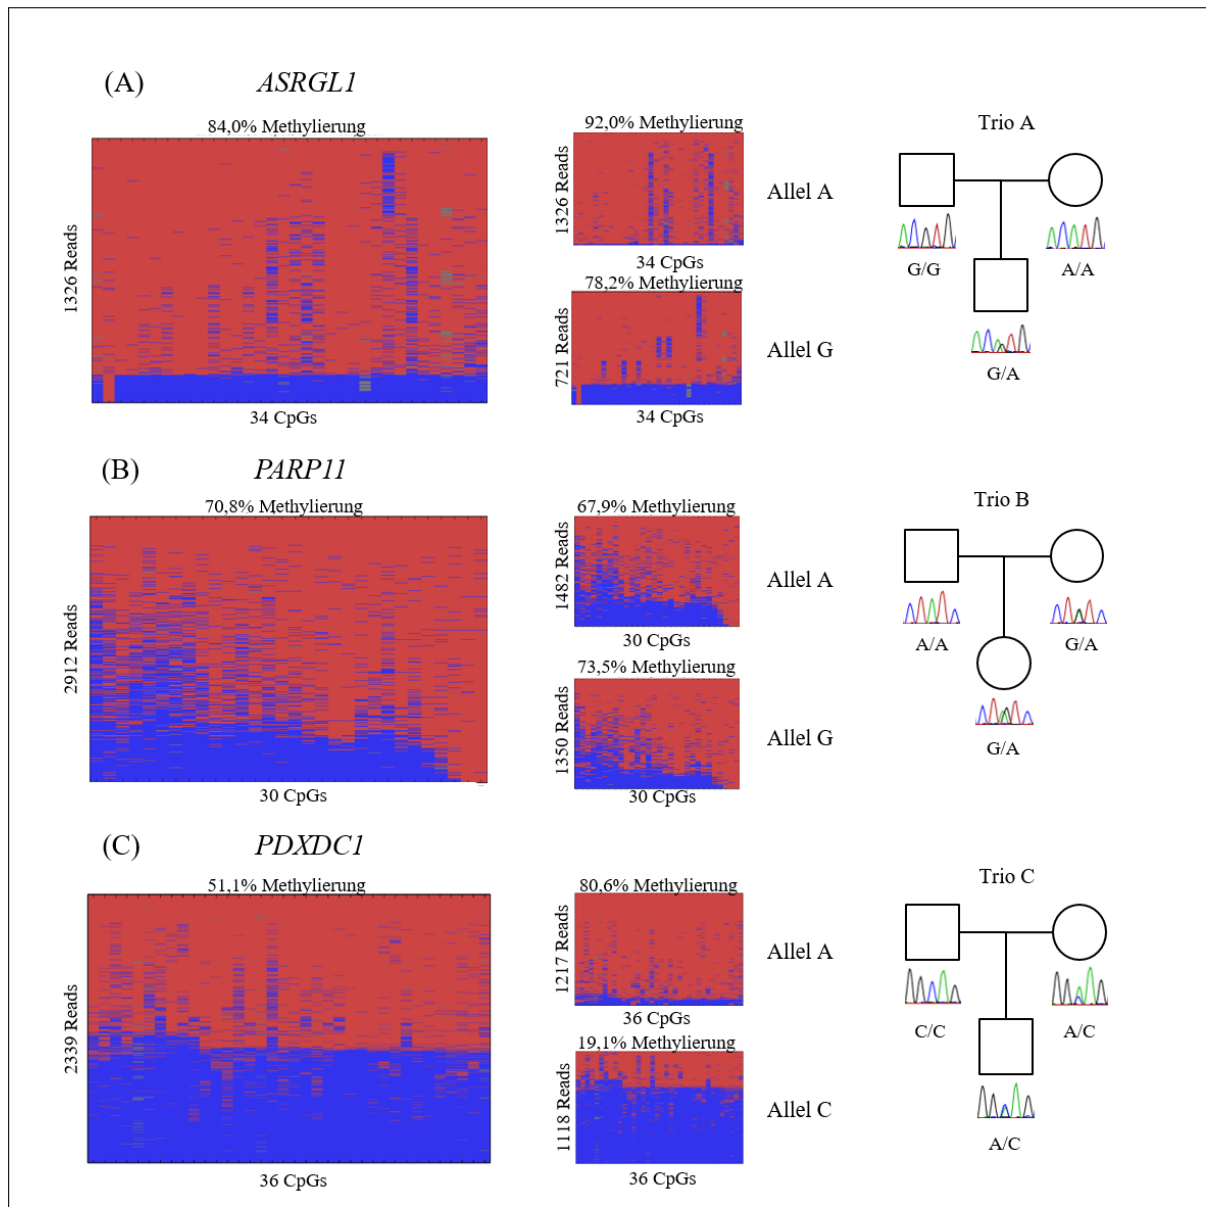 (A) ASRGL1
84,0% Methylierung
1326 Reads
34 CpGs
92,0% Methylierung
1326 Reads
34 CpGs
Allel A
78,2% Methylierung
721 Reads
34 CpGs
Allel G
Trio A
G/G
A/A
G/A
(B) PARP11
70,8% Methylierung
2912 Reads
30 CpGs
67,9% Methylierung
1482 Reads
30 CpGs
Allel A
73,5% Methylierung
1350 Reads
30 CpGs
Allel G
Trio B
A/A
G/A
G/A
(C) PDXDC1
51,1% Methylierung
2339 Reads
36 CpGs
80,6% Methylierung
1217 Reads
36 CpGs
Allel A
19,1% Methylierung
1118 Reads
36 CpGs
Allel C
Trio C
C/C
A/C
A/C